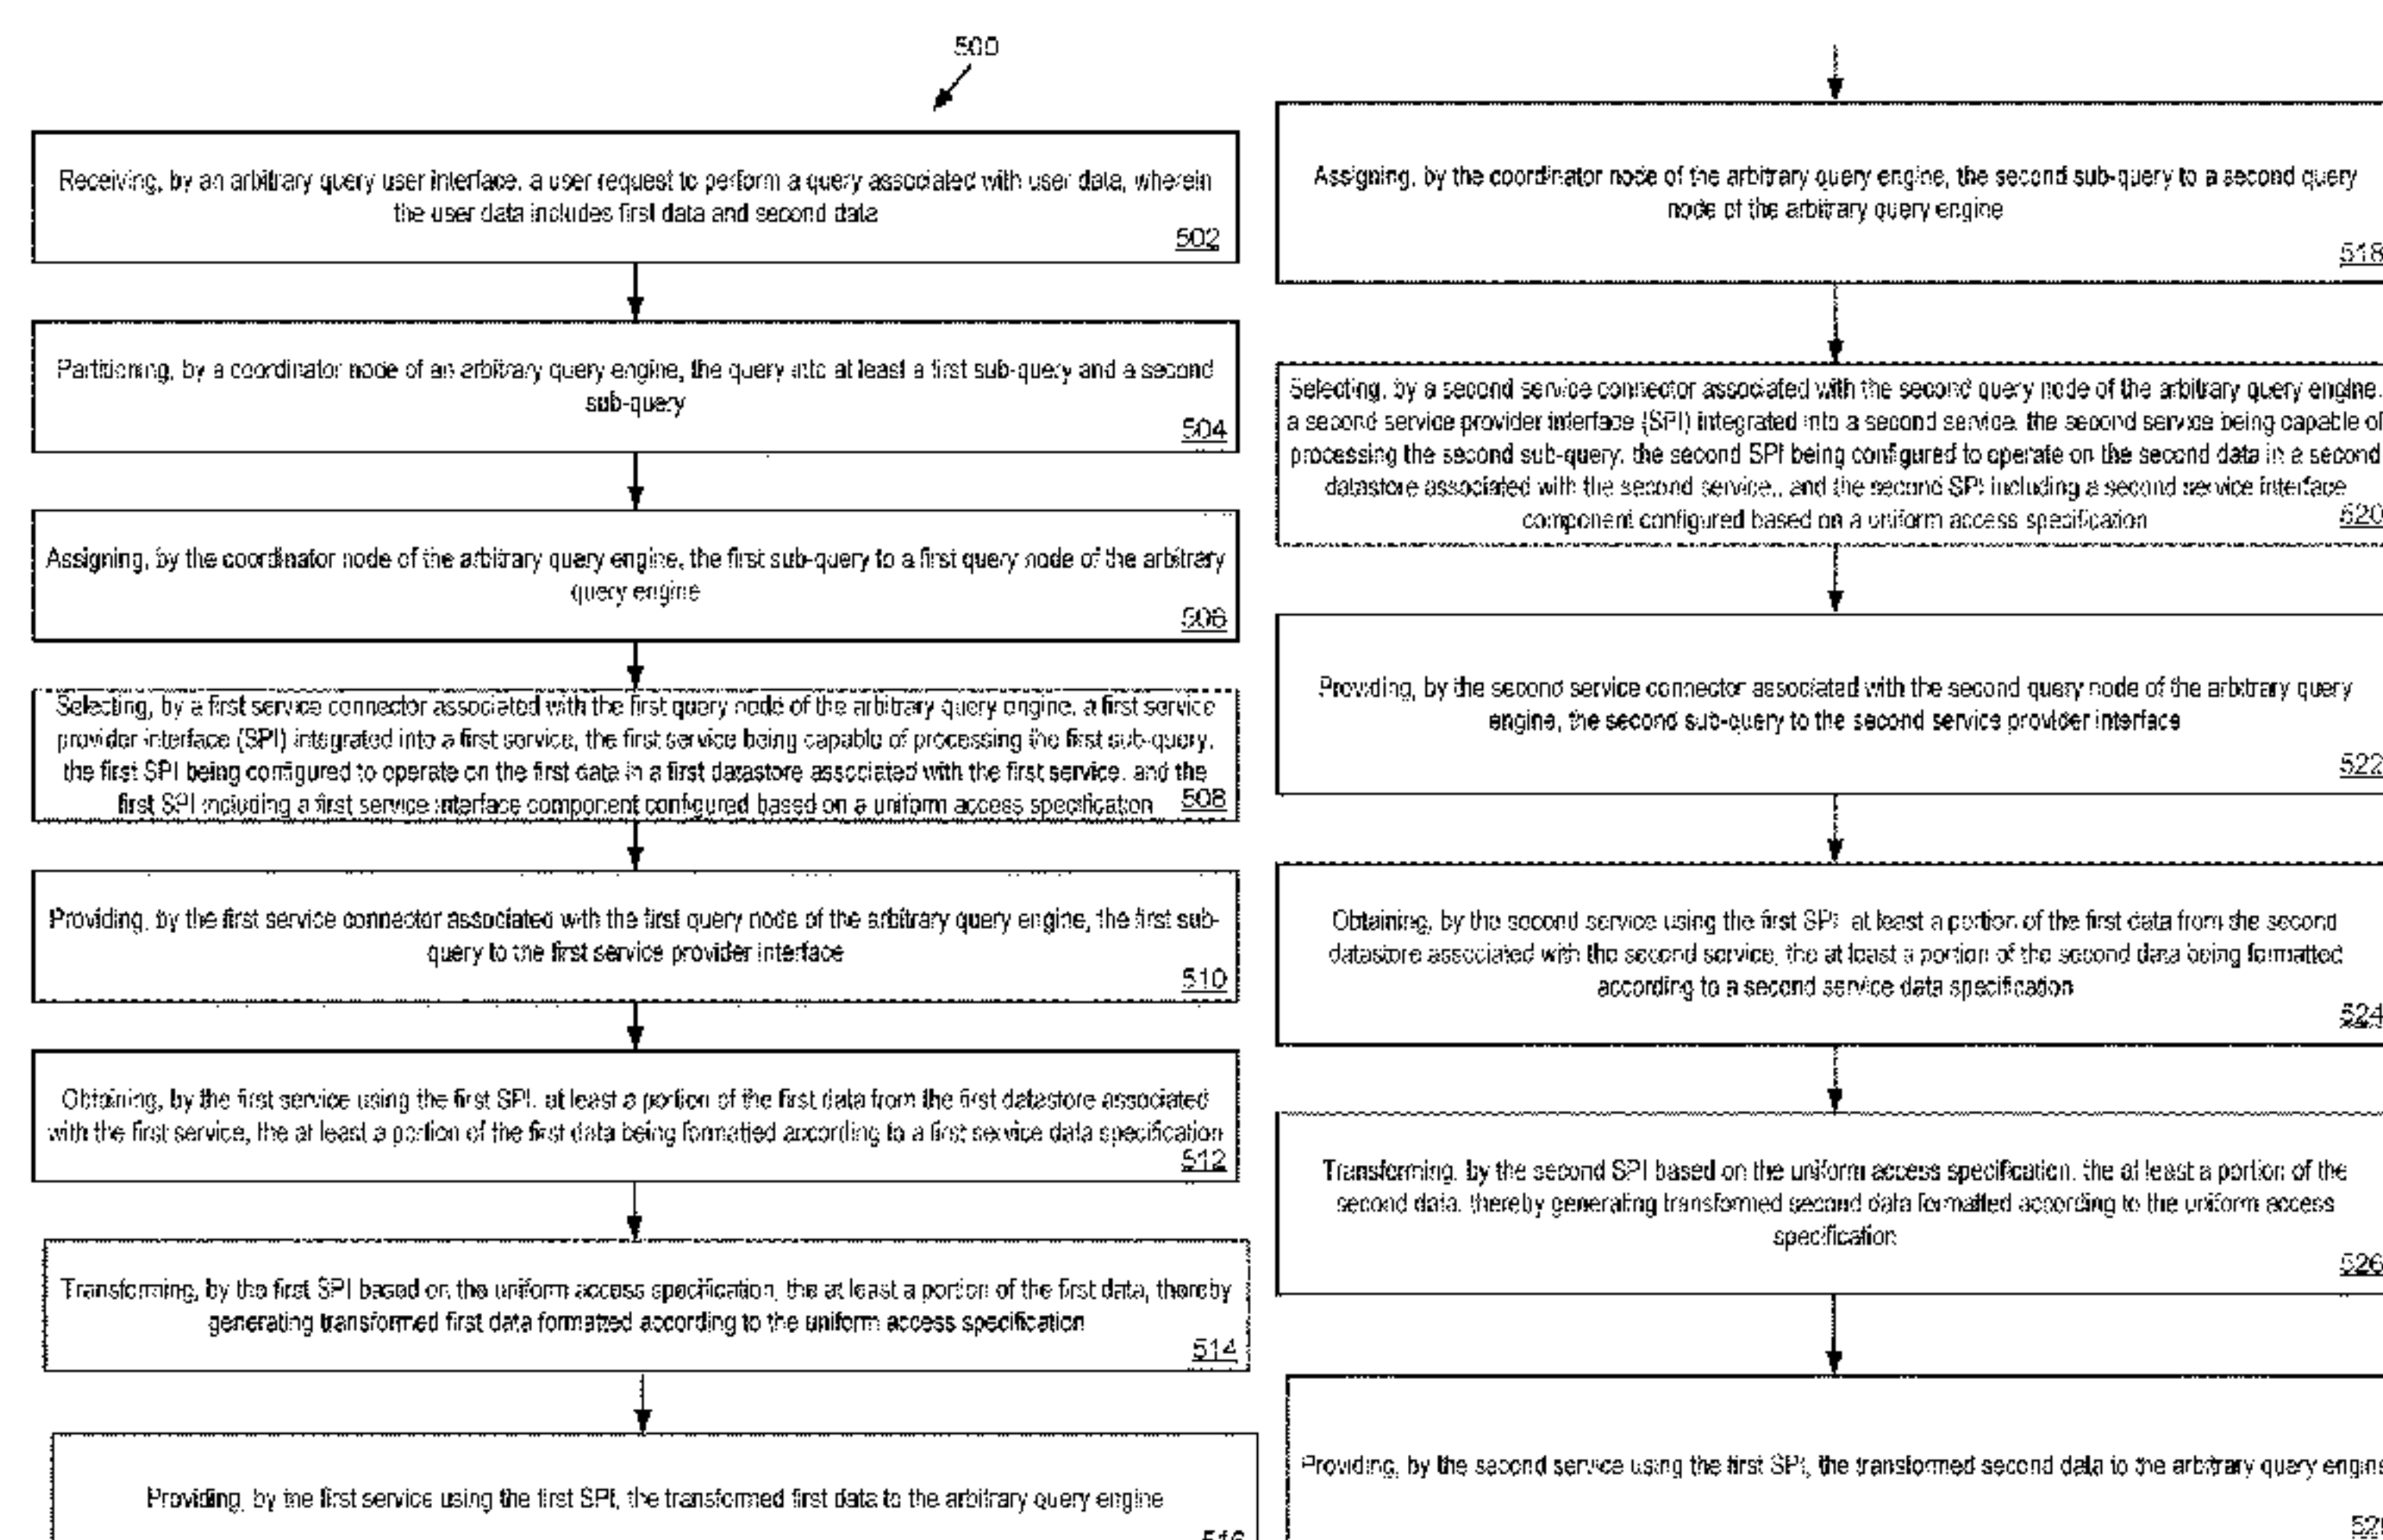 500
Receiving, by an arbitrary query user interface, a user request to perform a query associated with user data, wherein
the user data includes first data and second data
502
Partitioning, by a coordinator node of an arbitrary query engine, the query into at least a first sub-query and a second
sub-query
504
Assigning, by the coordinator node of the arbitrary query engine, the first sub-query to a first query node of the arbitrary
query engine
506
Selecting, by a first service connector associated with the first query node of the arbitrary query engine, a first service
provider interface (SPI) integrated into a first service, the first service being capable of processing the first sub-query,
the first SPI being configured to operate on the first data in a first datastore associated with the first service, and the
first SPI including a first service interface component configured based on a uniform access specification
508
Providing, by the first service connector associated with the first query node of the arbitrary query engine, the first sub-
query to the first service provider interface
510
Obtaining, by the first service using the first SPI, at least a portion of the first data from the first datastore associated
with the first service, the at least a portion of the first data being formatted according to a first service data specification
512
Transforming, by the first SPI based on the uniform access specification, the at least a portion of the first data, thereby
generating transformed first data formatted according to the uniform access specification
514
Providing, by the first service using the first SPI, the transformed first data to the arbitrary query engine
Assigning, by the coordinator node of the arbitrary query engine, the second sub-query to a second query
node of the arbitrary query engine
518
Selecting, by a second service connector associated with the second query node of the arbitrary query engine,
a second service provider interface (SPI) integrated into a second service, the second service being capable of
processing the second sub-query, the second SPI being configured to operate on the second data in a second
datastore associated with the second service,, and the second SPI including a second service interface
component configured based on a uniform access specification
520
Providing, by the second service connector associated with the second query node of the arbitrary query
engine, the second sub-query to the second service provider interface
522
Obtaining, by the second service using the first SPI, at least a portion of the first data from the second
datastore associated with the second service, the at least a portion of the second data being formatted
according to a second service data specification
524
Transforming, by the second SPI based on the uniform access specification, the at least a portion of the
second data, thereby generating transformed second data formatted according to the uniform access
specification
526
Providing, by the second service using the first SPI, the transformed second data to the arbitrary query engine